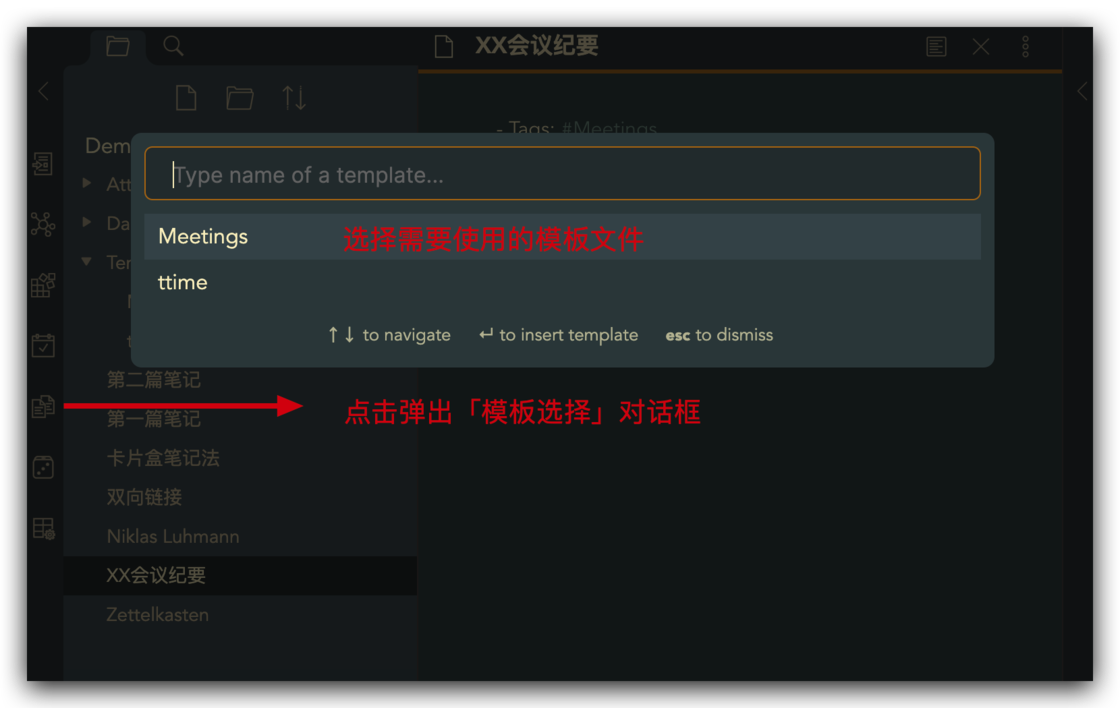 XX会议纪要
- Tags: #Meetings
Dem
Type name of a template...
Att
Meetings
选择需要使用的模板文件
Da
Ter
ttime
↑↓ to navigate ↵ to insert template esc to dismiss
第二篇笔记
点击弹出「模板选择」对话框
第一篇笔记
卡片盒笔记法
双向链接
Niklas Luhmann
XX会议纪要
Zettelkasten